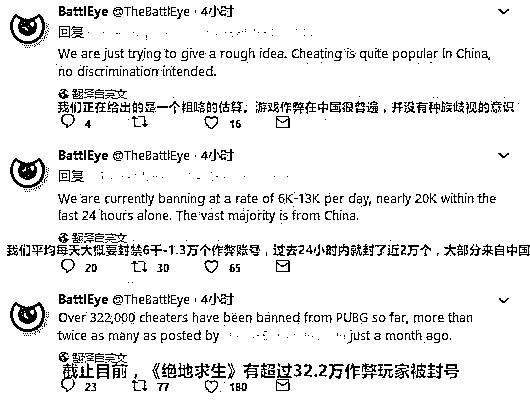 BattlEye @TheBattlEye · 4小时
回复
We are just trying to give a rough idea. Cheating is quite popular in China,
no discrimination intended.
翻译自英文
我们正在给出的是一个粗略的估算。游戏作弊在中国很普遍，并没有种族歧视的意识
4 16
BattlEye @TheBattlEye · 4小时
回复
We are currently banning at a rate of 6K-13K per day, nearly 20K within the
last 24 hours alone. The vast majority is from China.
翻译自英文
我们平均每天大概要封禁6千-1.3万个作弊账号，过去24小时内就封了近2万个，大部分来自中国
20 30 65
BattlEye @TheBattlEye · 4小时
Over 322,000 cheaters have been banned from PUBG so far, more than
twice as many as posted by just a month ago.
翻译自英文
截止目前，《绝地求生》有超过32.2万作弊玩家被封号
23 77 180